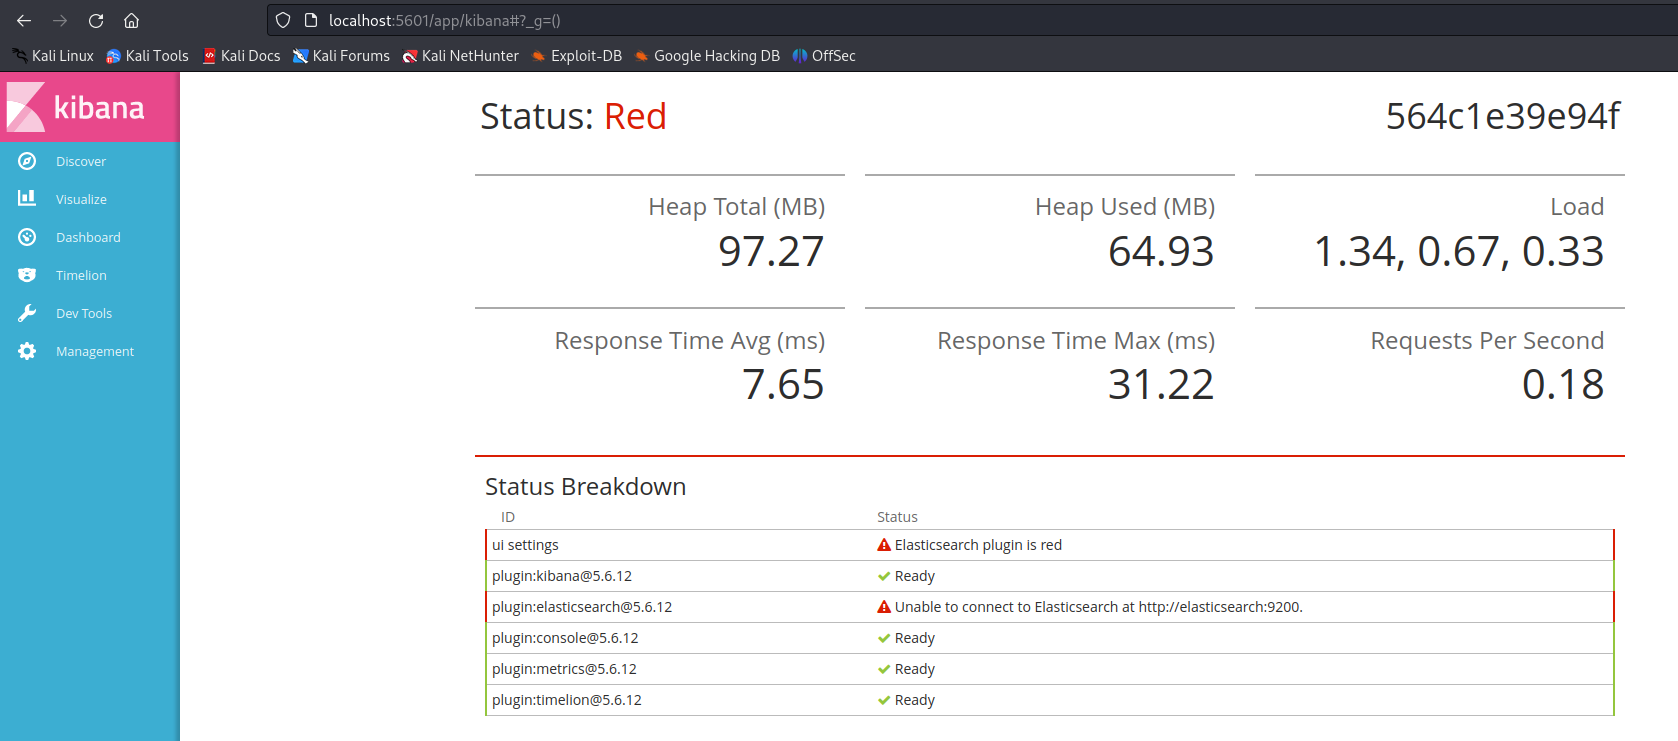 localhost:5601/app/kibana#?_g=()
Kali Linux Kali Tools Kali Docs Kali Forums Kali NetHunter Exploit-DB Google Hacking DB OffSec
kibana
Discover
Visualize
Dashboard
Timelion
Dev Tools
Management
Status: Red 564c1e39e94f
Heap Total (MB) Heap Used (MB) Load
97.27 64.93 1.34, 0.67, 0.33
Response Time Avg (ms) Response Time Max (ms) Requests Per Second
7.65 31.22 0.18
Status Breakdown
ID Status
ui settings Elasticsearch plugin is red
plugin:kibana@5.6.12 Ready
plugin:elasticsearch@5.6.12 Unable to connect to Elasticsearch at http://elasticsearch:9200.
plugin:console@5.6.12 Ready
plugin:metrics@5.6.12 Ready
plugin:timelion@5.6.12 Ready